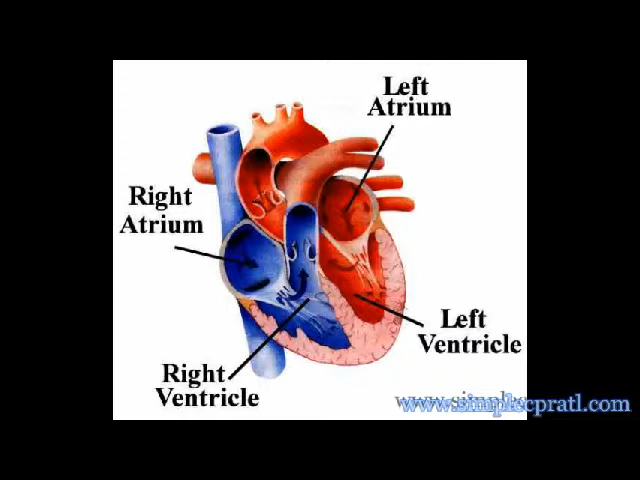 Left
Atrium
Right
Atrium
Left
Ventricle
Right
Ventricle
www.simplecpratl.com